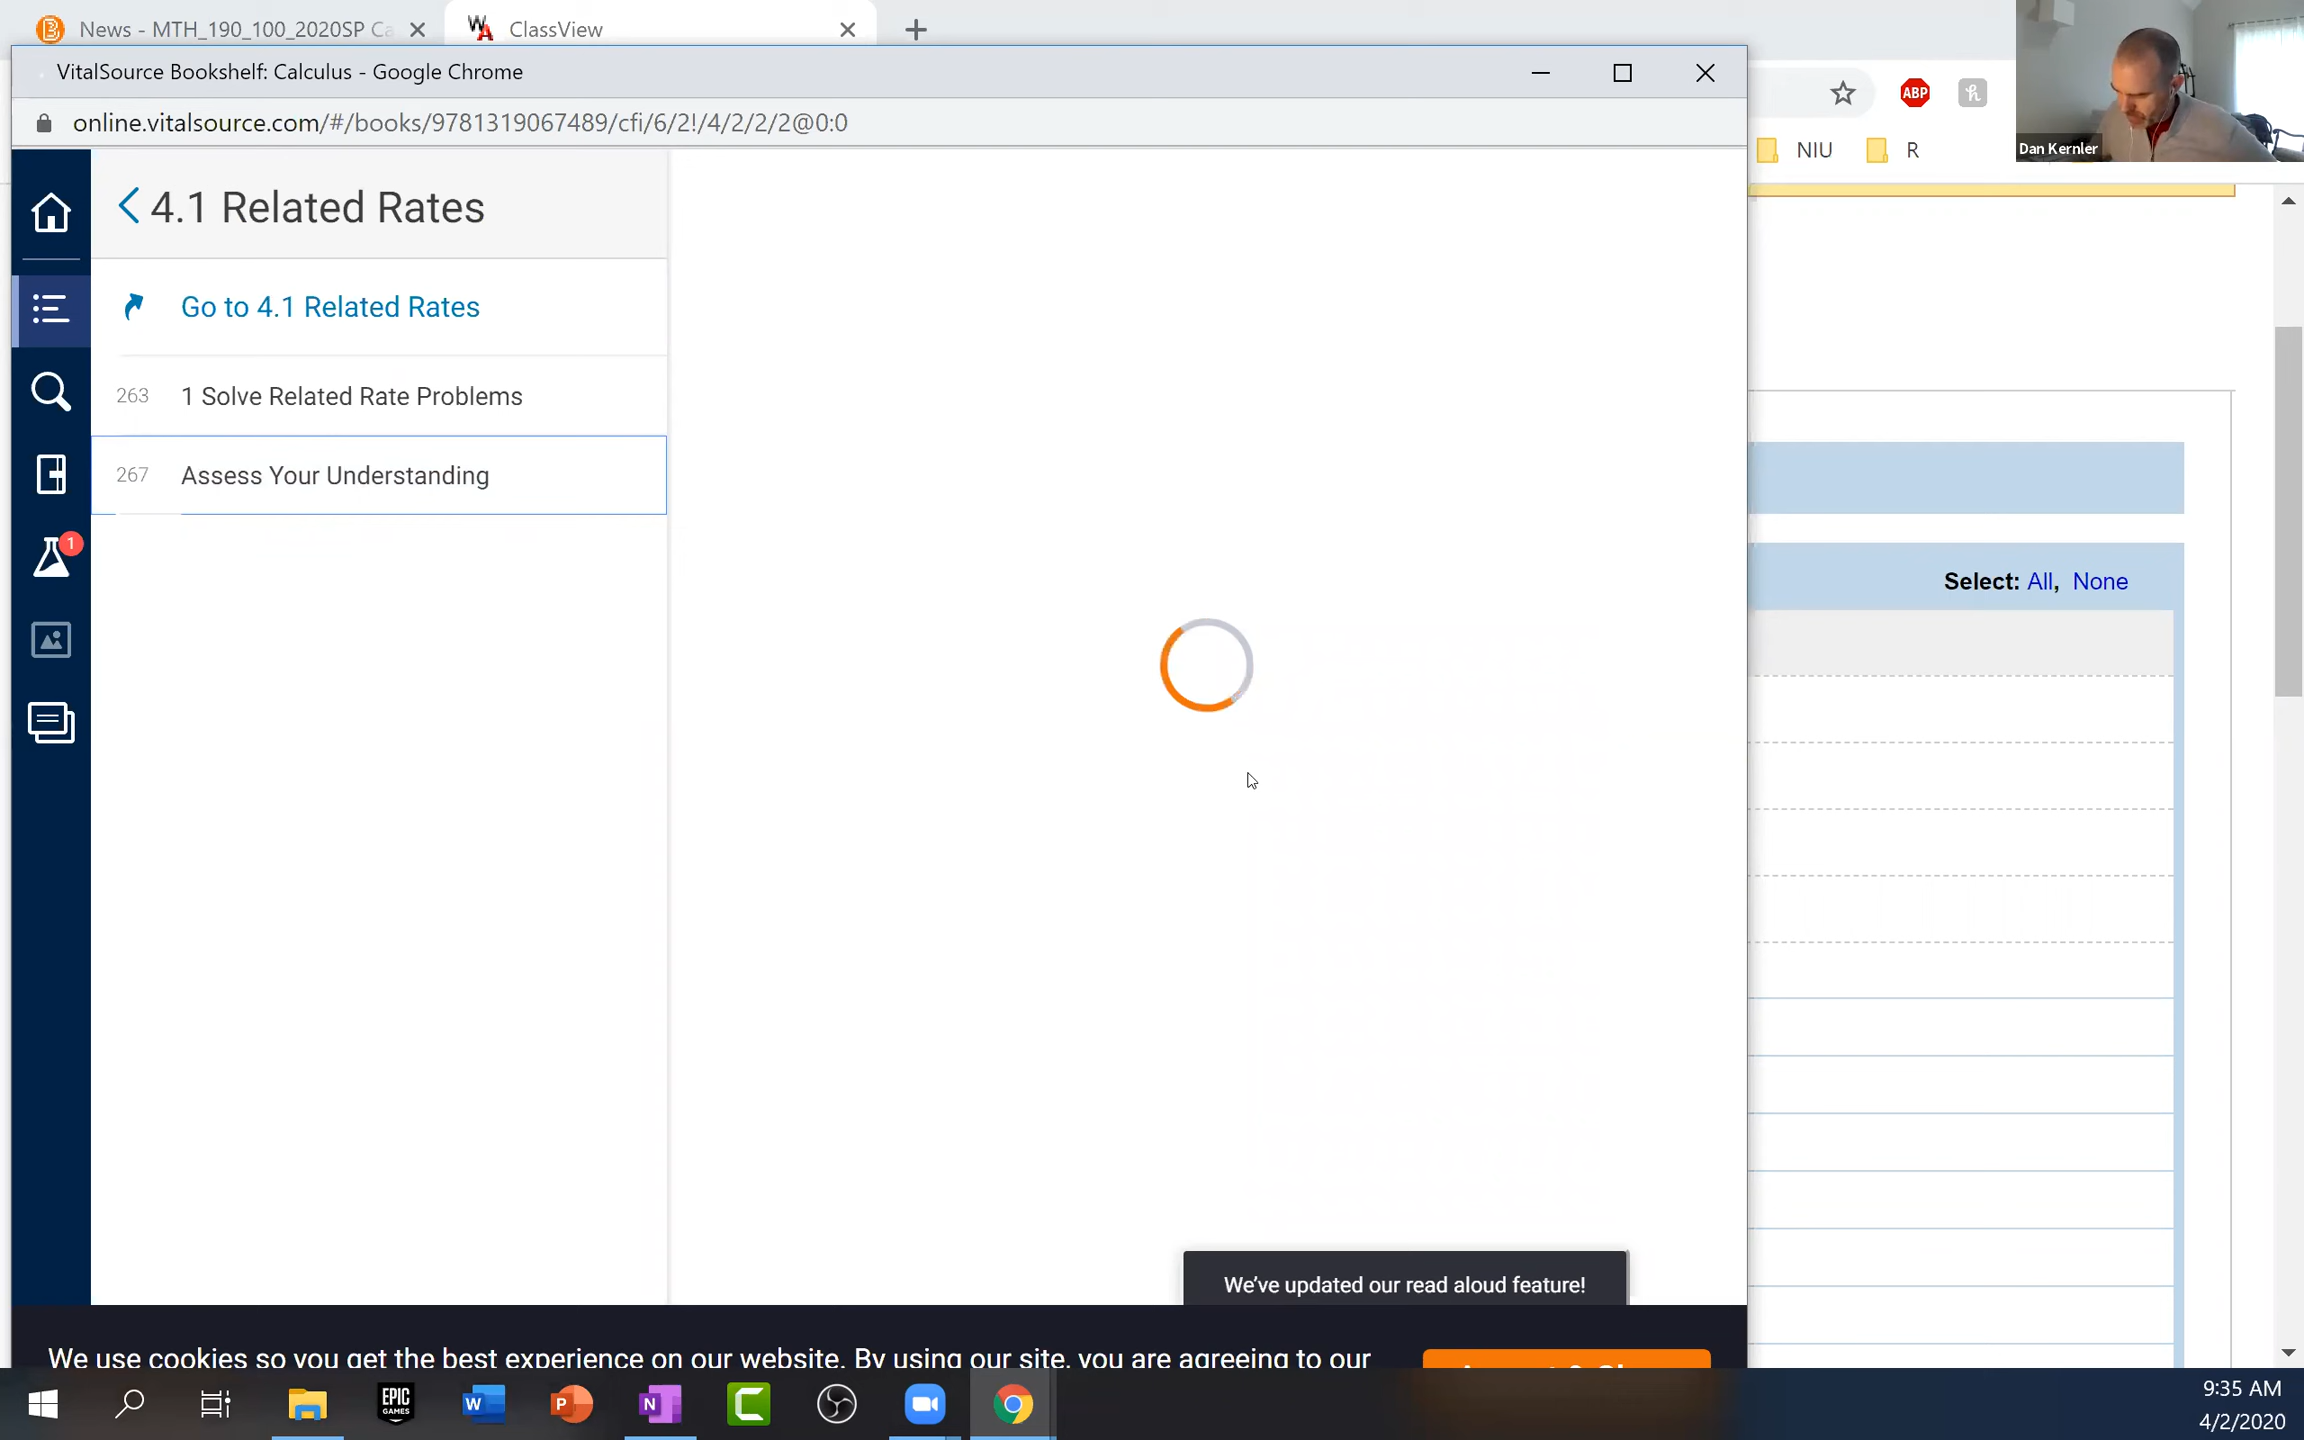 News - MTH_190_100_2020SP Ca
ClassView
VitalSource Bookshelf: Calculus - Google Chrome
online.vitalsource.com/#/books/9781319067489/cfi/6/2!/4/2/2/2@0:0
ABP
h
NIU
R
Dan Kernler
4.1 Related Rates
Go to 4.1 Related Rates
263 1 Solve Related Rate Problems
267 Assess Your Understanding
1
Select: All, None
We've updated our read aloud feature!
We use cookies so you get the best experience on our website. By using our site, you are agreeing to our
EPIC GAMES
W
P
N
C
9:35 AM
4/2/2020